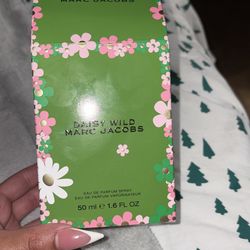 MARC JACOBS
DAISY WILD
MARC JACOBS
EAU DE PARFUM SPRAY
EAU DE PARFUM VAPORISATEUR
50 ml ℮ 1.6 FL OZ